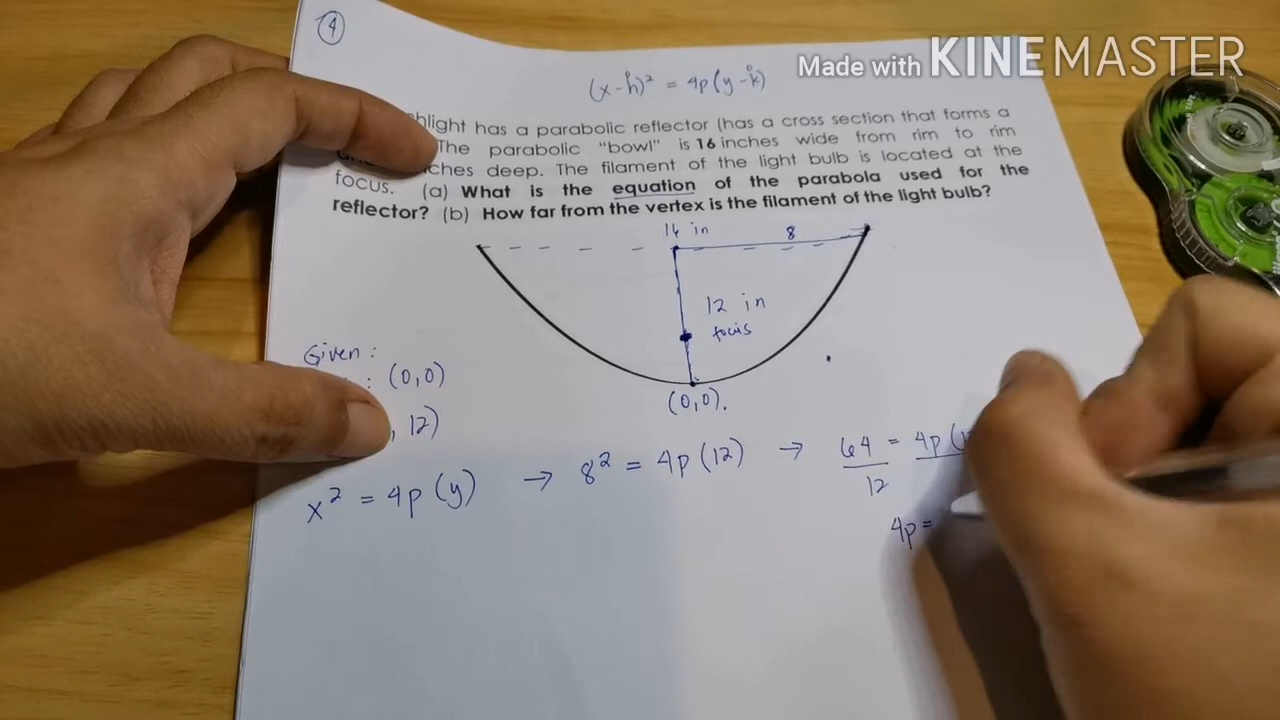 4
Made with KINEMASTER
(x-h)² = 4p(y-k)
hlight has a parabolic reflector (has a cross section that forms a
The parabolic "bowl" is 16 inches wide from rim to rim
ches deep. The filament of the light bulb is located at the
focus. (a) What is the equation of the parabola used for the
reflector? (b) How far from the vertex is the filament of the light bulb?
16 in
8
12 in
focus
(0,0).
Given :
: (0,0)
, 12)
x² = 4p(y) → 8² = 4p(12) → 64 = 4p(
12
4p =